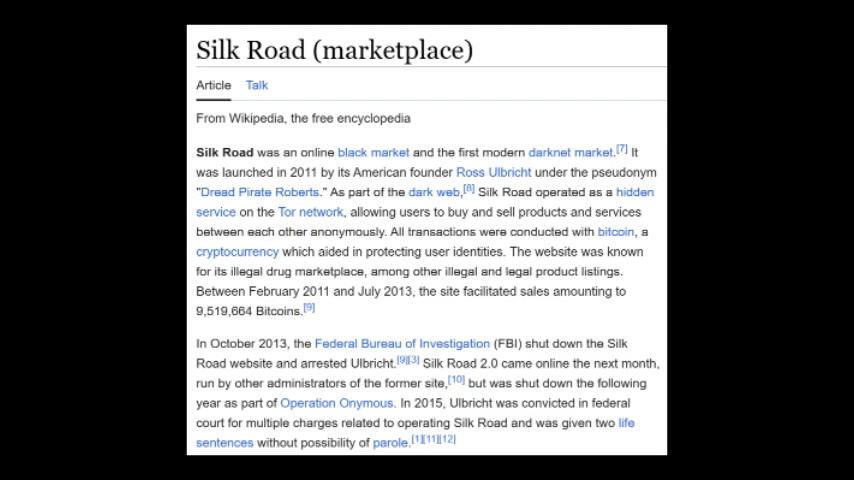 Silk Road (marketplace)
Article Talk
From Wikipedia, the free encyclopedia
Silk Road was an online black market and the first modern darknet market.[7] It
was launched in 2011 by its American founder Ross Ulbricht under the pseudonym
"Dread Pirate Roberts." As part of the dark web,[8] Silk Road operated as a hidden
service on the Tor network, allowing users to buy and sell products and services
between each other anonymously. All transactions were conducted with bitcoin, a
cryptocurrency which aided in protecting user identities. The website was known
for its illegal drug marketplace, among other illegal and legal product listings.
Between February 2011 and July 2013, the site facilitated sales amounting to
9,519,664 Bitcoins.[9]
In October 2013, the Federal Bureau of Investigation (FBI) shut down the Silk
Road website and arrested Ulbricht.[9][3] Silk Road 2.0 came online the next month,
run by other administrators of the former site,[10] but was shut down the following
year as part of Operation Onymous. In 2015, Ulbricht was convicted in federal
court for multiple charges related to operating Silk Road and was given two life
sentences without possibility of parole.[1][11][12]